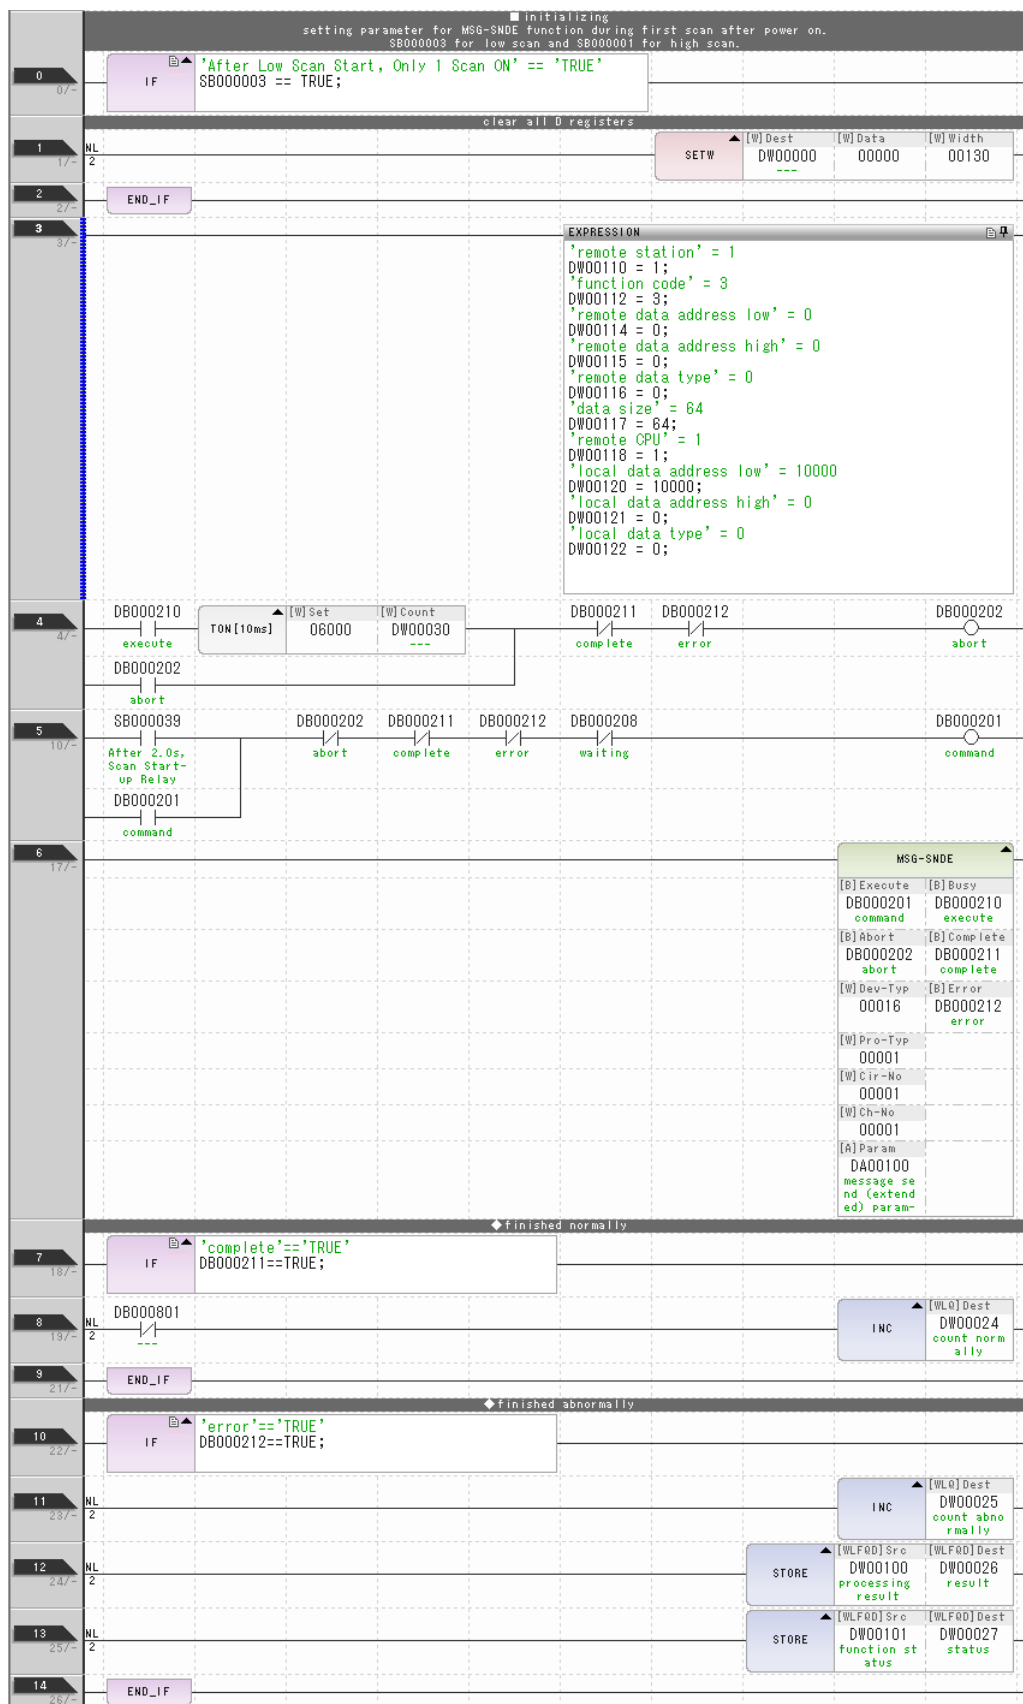 ■ initializing
setting parameter for MSG-SNDE function during first scan after power on.
SB000003 for low scan and SB000001 for high scan.
0
0/-
IF
'After Low Scan Start, Only 1 Scan ON' == 'TRUE'
SB000003 == TRUE;
clear all D registers
1
1/-
NL
2
SETW
[W]Dest [W]Data [W]Width
DW00000 00000 00130
---
2
2/-
END_IF
3
3/-
EXPRESSION
'remote station' = 1
DW00110 = 1;
'function code' = 3
DW00112 = 3;
'remote data address low' = 0
DW00114 = 0;
'remote data address high' = 0
DW00115 = 0;
'remote data type' = 0
DW00116 = 0;
'data size' = 64
DW00117 = 64;
'remote CPU' = 1
DW00118 = 1;
'local data address low' = 10000
DW00120 = 10000;
'local data address high' = 0
DW00121 = 0;
'local data type' = 0
DW00122 = 0;
4
4/-
DB000210
execute
TON[10ms]
[W]Set [W]Count
06000 DW00030
---
DB000211
complete
DB000212
error
DB000202
abort
DB000202
abort
5
10/-
SB000039
After 2.0s,
Scan Start-
up Relay
DB000202
abort
DB000211
complete
DB000212
error
DB000208
waiting
DB000201
command
DB000201
command
6
17/-
MSG-SNDE
[B]Execute [B]Busy
DB000201 DB000210
command execute
[B]Abort [B]Complete
DB000202 DB000211
abort complete
[W]Dev-Typ [B]Error
00016 DB000212
error
[W]Pro-Typ
00001
[W]Cir-No
00001
[W]Ch-No
00001
[A]Param
DA00100
message se
nd (extend
ed) param-
◆finished normally
7
18/-
IF
'complete'=='TRUE'
DB000211==TRUE;
8
19/-
NL
2
DB000801
---
INC
[WLQ]Dest
DW00024
count norm
ally
9
21/-
END_IF
◆finished abnormally
10
22/-
IF
'error'=='TRUE'
DB000212==TRUE;
11
23/-
NL
2
INC
[WLQ]Dest
DW00025
count abno
rmally
12
24/-
NL
2
STORE
[WLFQD]Src [WLFQD]Dest
DW00100 DW00026
processing result
result
13
25/-
NL
2
STORE
[WLFQD]Src [WLFQD]Dest
DW00101 DW00027
function st status
atus
14
26/-
END_IF